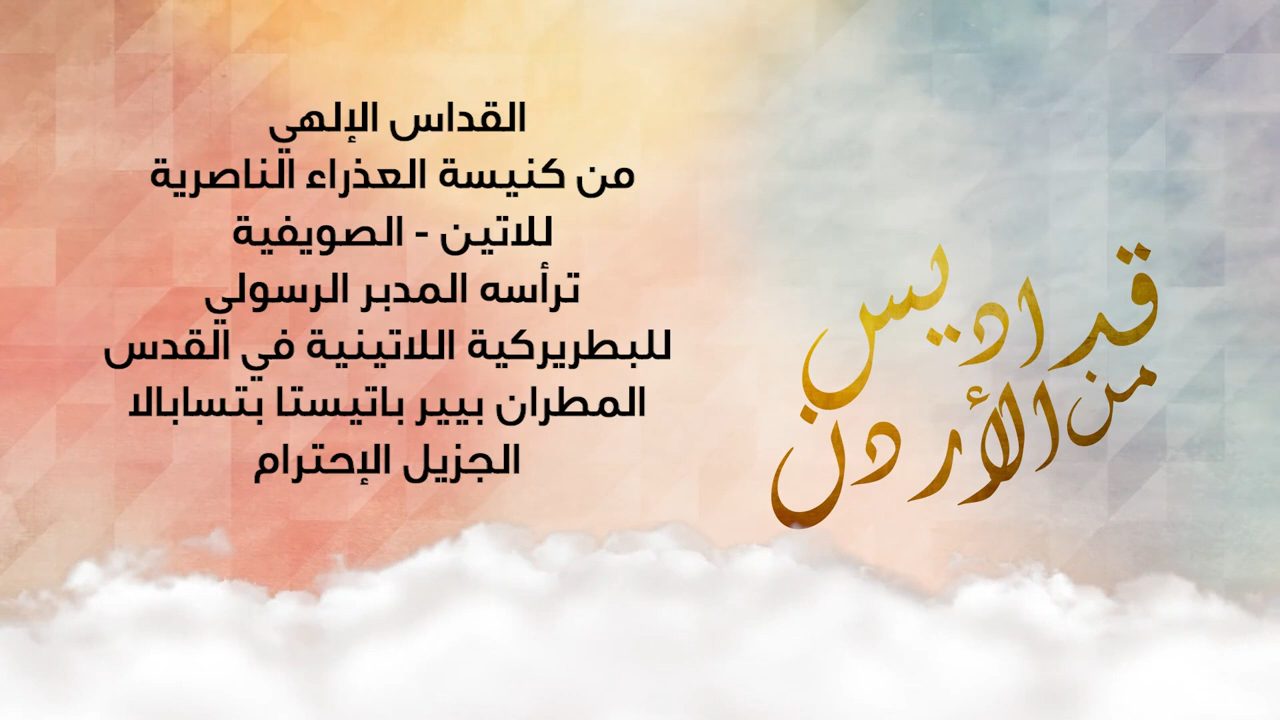 قداديس
من الأردن
القداس الإلهي
من كنيسة العذراء الناصرية
للاتين - الصويفية
ترأسه المدبر الرسولي
للبطريركية اللاتينية في القدس
المطران بيير باتيستا بتسابالا
الجزيل الإحترام